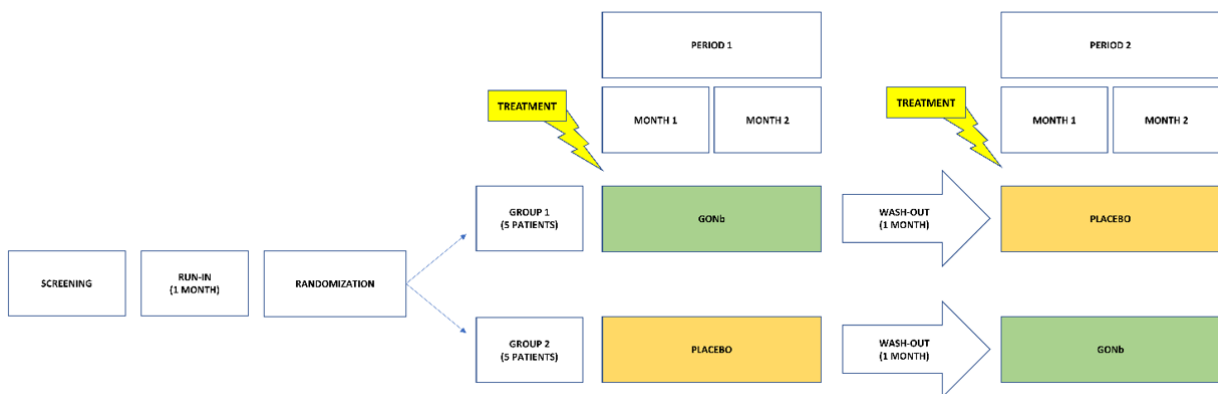 PERIOD 1
PERIOD 2
TREATMENT
MONTH 1
MONTH 2
TREATMENT
MONTH 1
MONTH 2
GROUP 1
(5 PATIENTS)
GONb
WASH-OUT
(1 MONTH)
PLACEBO
SCREENING
RUN-IN
(1 MONTH)
RANDOMIZATION
GROUP 2
(5 PATIENTS)
PLACEBO
WASH-OUT
(1 MONTH)
GONb